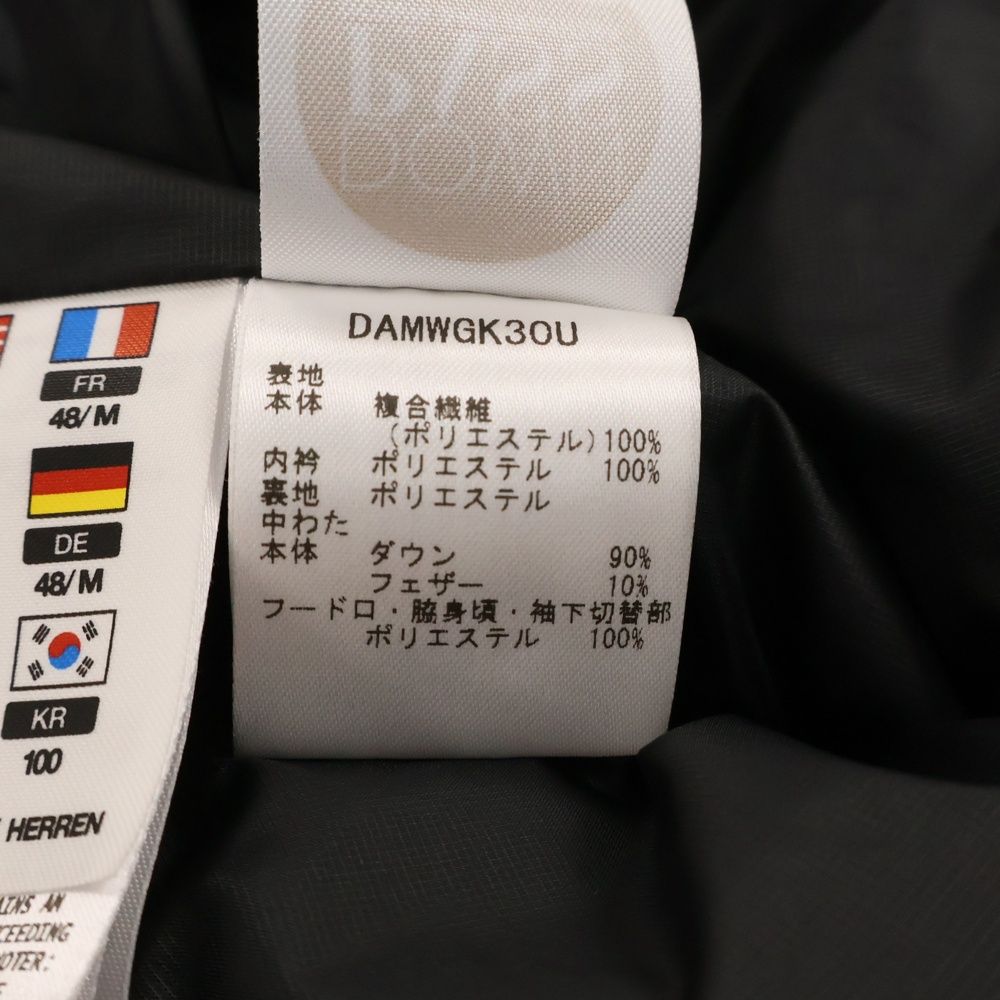 DAMWGK30U
表地
本体 複合繊維
(ポリエステル)100%
内衿 ポリエステル 100%
裏地 ポリエステル
中わた
本体 ダウン 90%
フェザー 10%
フードロ・脇身頃・袖下切替部
ポリエステル 100%
FR
48/M
DE
48/M
KR
100
HERREN
AN